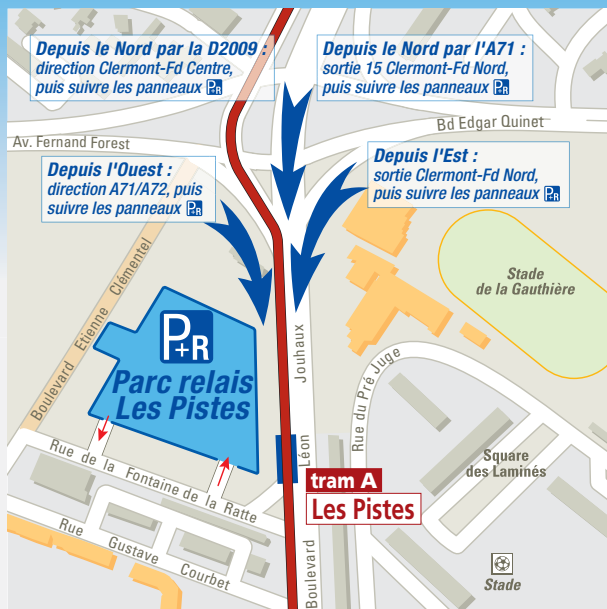 Depuis le Nord par la D2009 :
direction Clermont-Fd Centre,
puis suivre les panneaux P+R
Depuis le Nord par l'A71 :
sortie 15 Clermont-Fd Nord,
puis suivre les panneaux P+R
Av. Fernand Forest
Bd Edgar Quinet
Depuis l'Ouest :
direction A71/A72, puis
suivre les panneaux P+R
Depuis l'Est :
sortie Clermont-Fd Nord,
puis suivre les panneaux P+R
Boulevard Etienne Clémentel
Stade
de la Gauthière
P+R
Parc relais
Les Pistes
Boulevard Léon Jouhaux
Rue du Pré Juge
Rue de la Fontaine de la Ratte
Square
des Laminés
tram A
Les Pistes
Rue Gustave Courbet
Stade